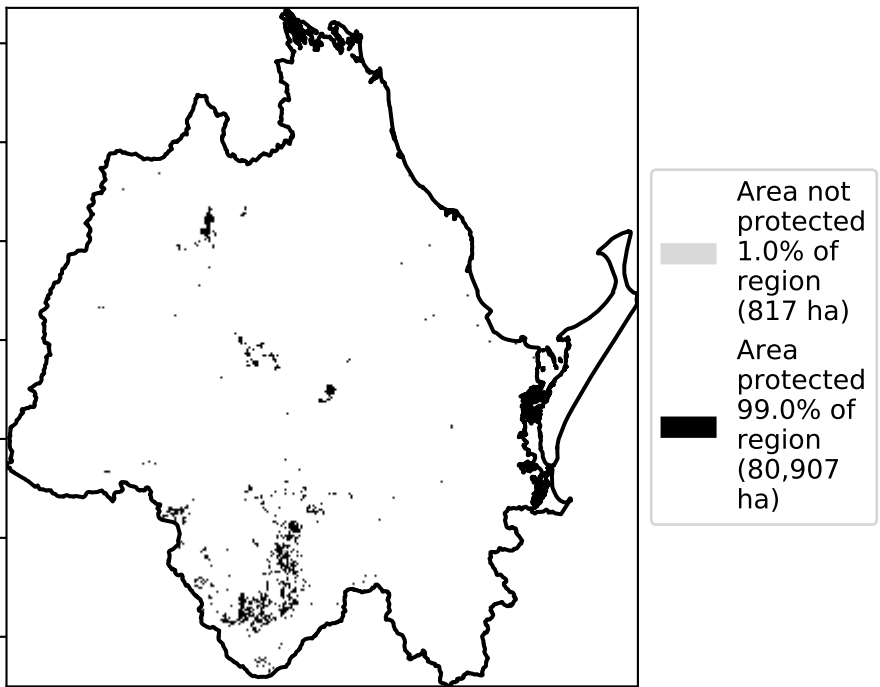 Area not
protected
1.0% of
region
(817 ha)
Area
protected
99.0% of
region
(80,907
ha)